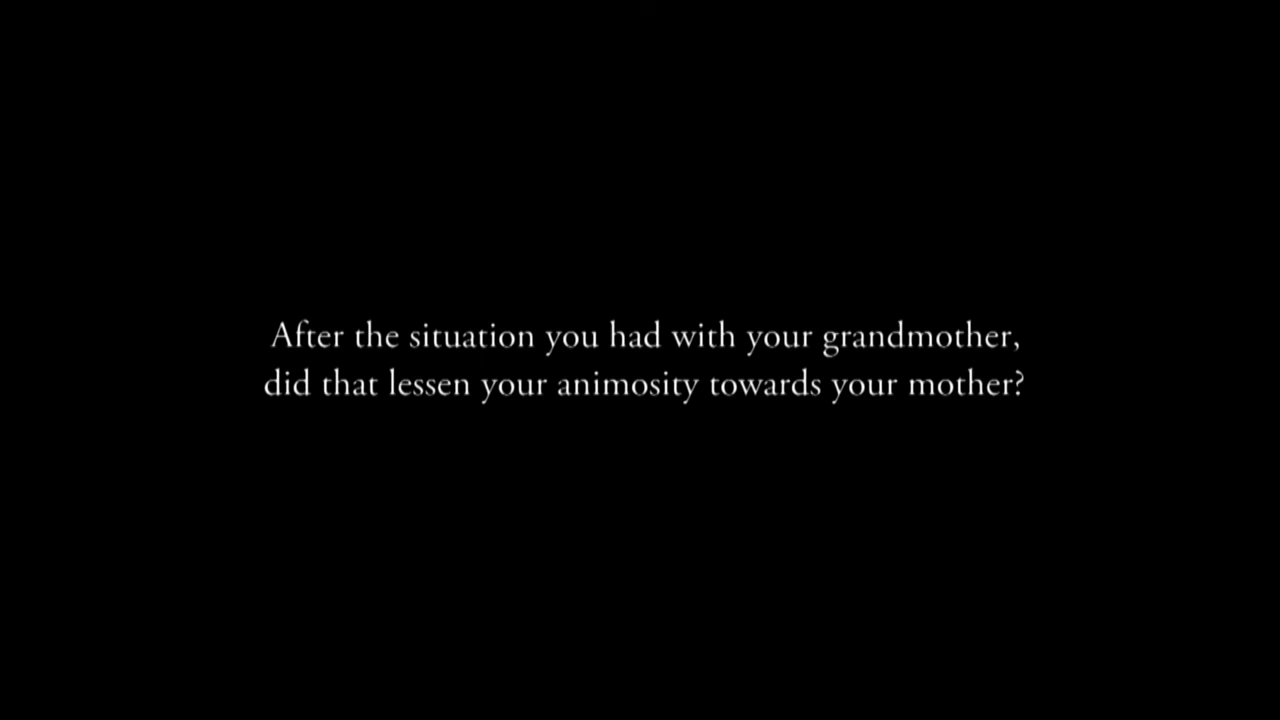 After the situation you had with your grandmother,
did that lessen your animosity towards your mother?